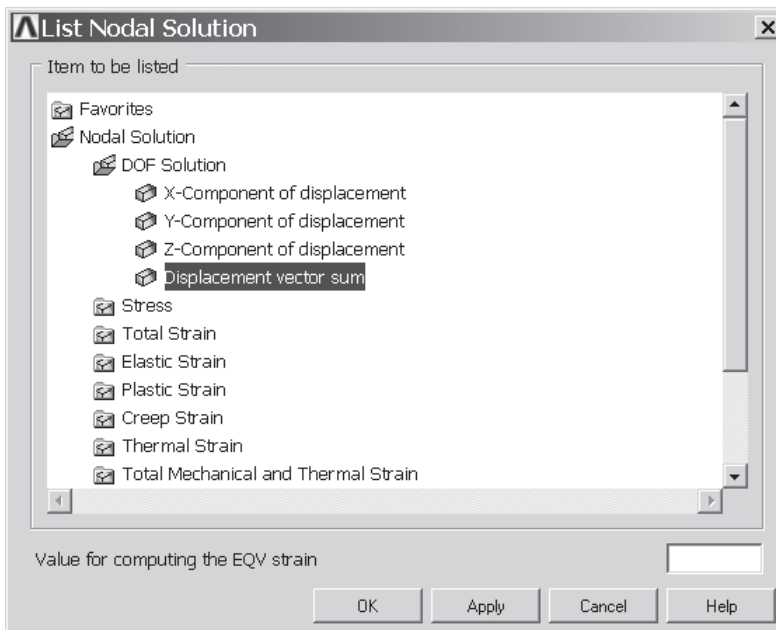 List Nodal Solution
Item to be listed
Favorites
Nodal Solution
DOF Solution
X-Component of displacement
Y-Component of displacement
Z-Component of displacement
Displacement vector sum
Stress
Total Strain
Elastic Strain
Plastic Strain
Creep Strain
Thermal Strain
Total Mechanical and Thermal Strain
Value for computing the EQV strain
OK Apply Cancel Help